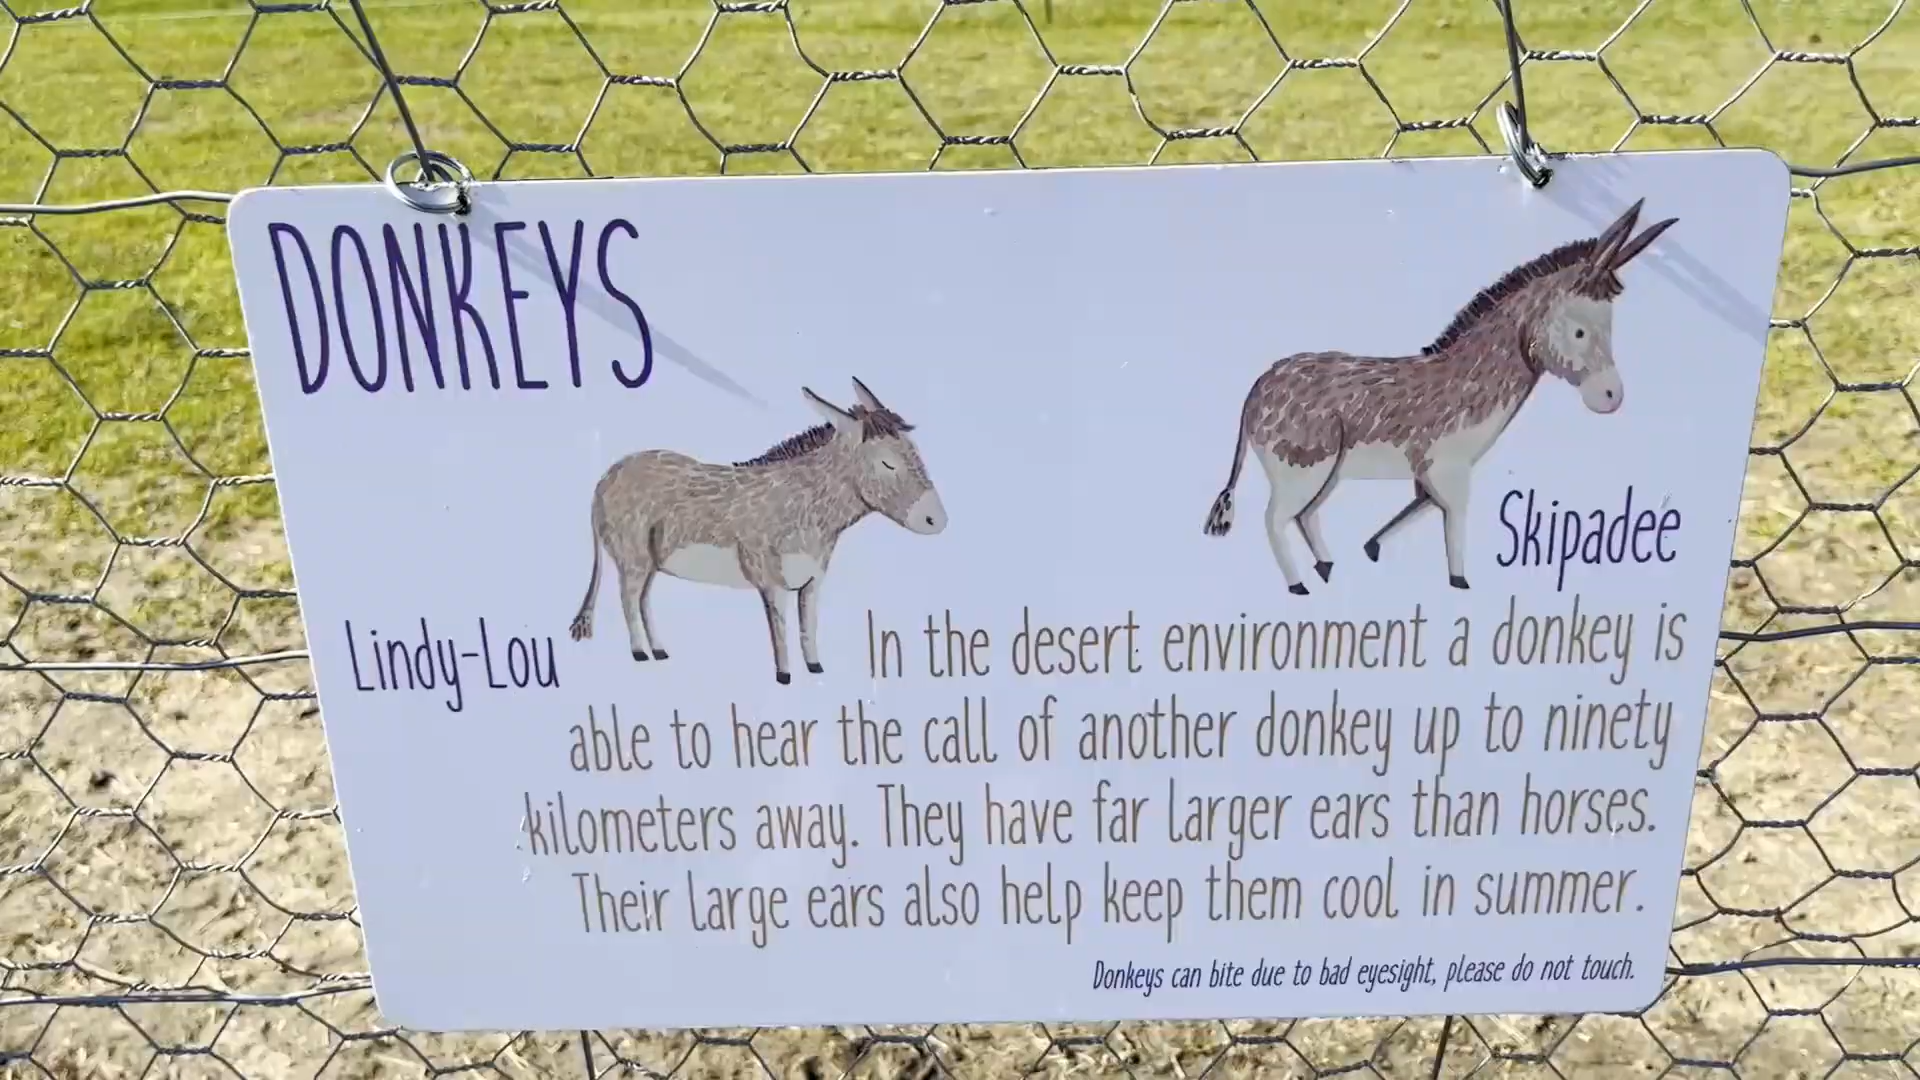 DONKEYS
Skipadee
Lindy-Lou
In the desert environment a donkey is
able to hear the call of another donkey up to ninety
kilometers away. They have far larger ears than horses.
Their large ears also help keep them cool in summer.
Donkeys can bite due to bad eyesight, please do not touch.